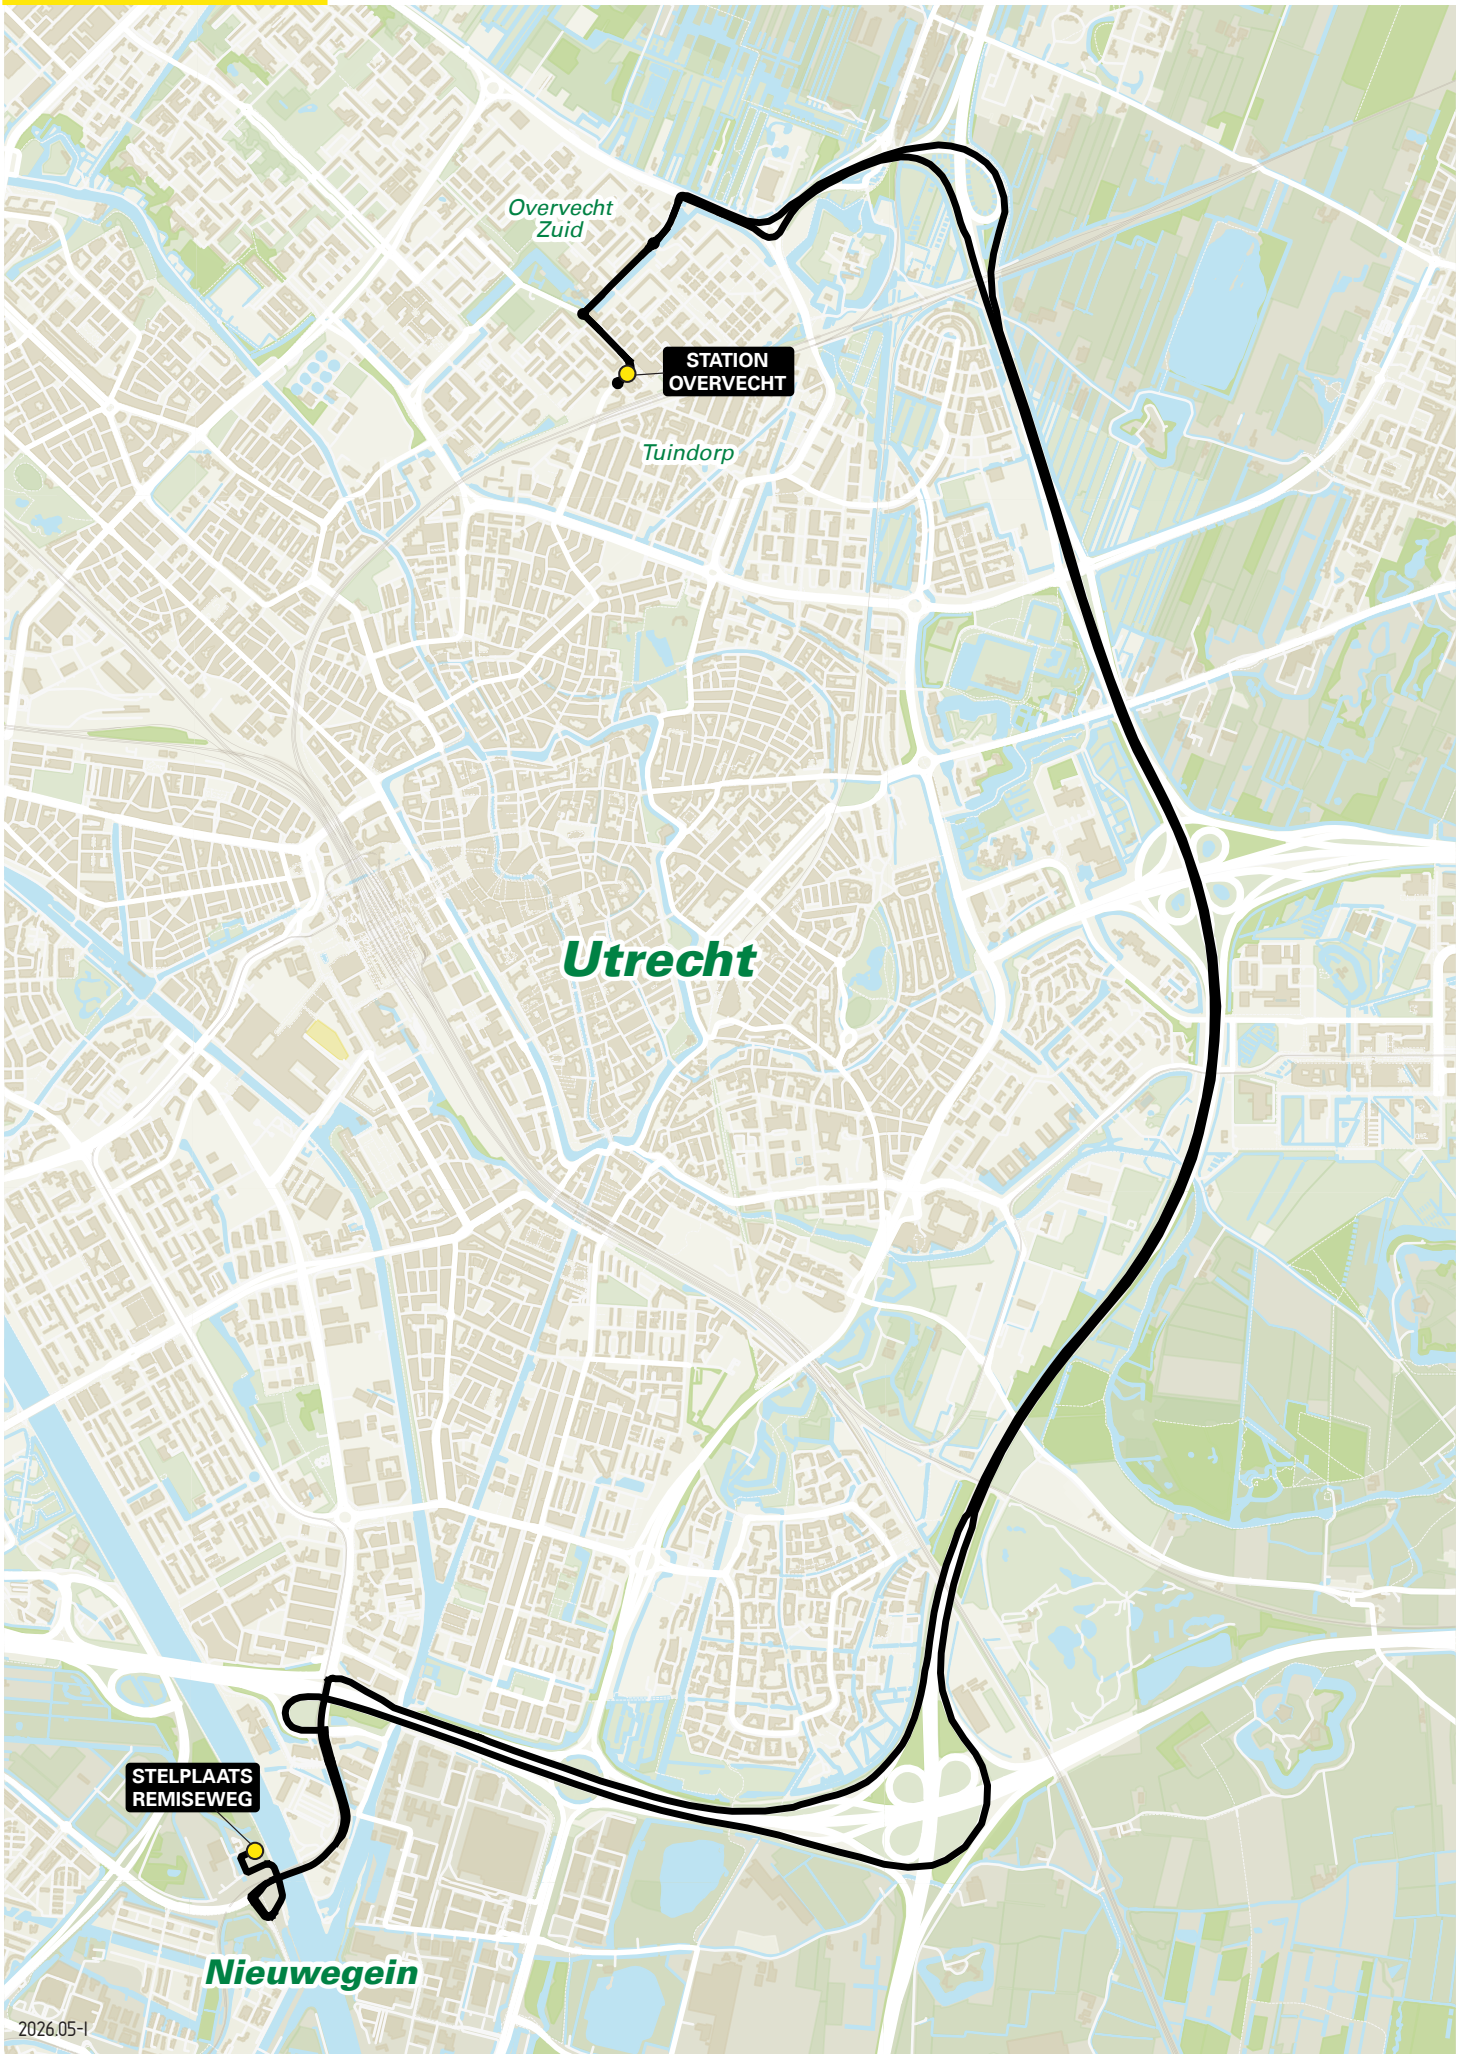 Overvecht
Zuid
STATION
OVERVECHT
Tuindorp
Utrecht
STELPLAATS
REMISEWEG
Nieuwegein
2026.05-I